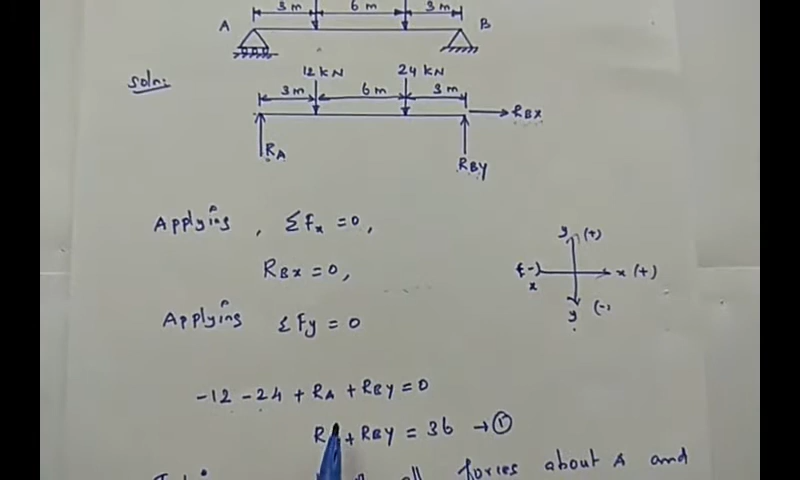 3 m 6 m 3 m
A B
Soln:
12 kN 24 kN
3 m 6 m 3 m
RBX
RA
RBY
Applying , Σfx = 0,
RBx = 0,
Applying ΣFy = 0
y (+)
(-) x x (+)
y (-)
-12 -24 + RA + RBY = 0
R + RBY = 36 → ①
all forces about A and